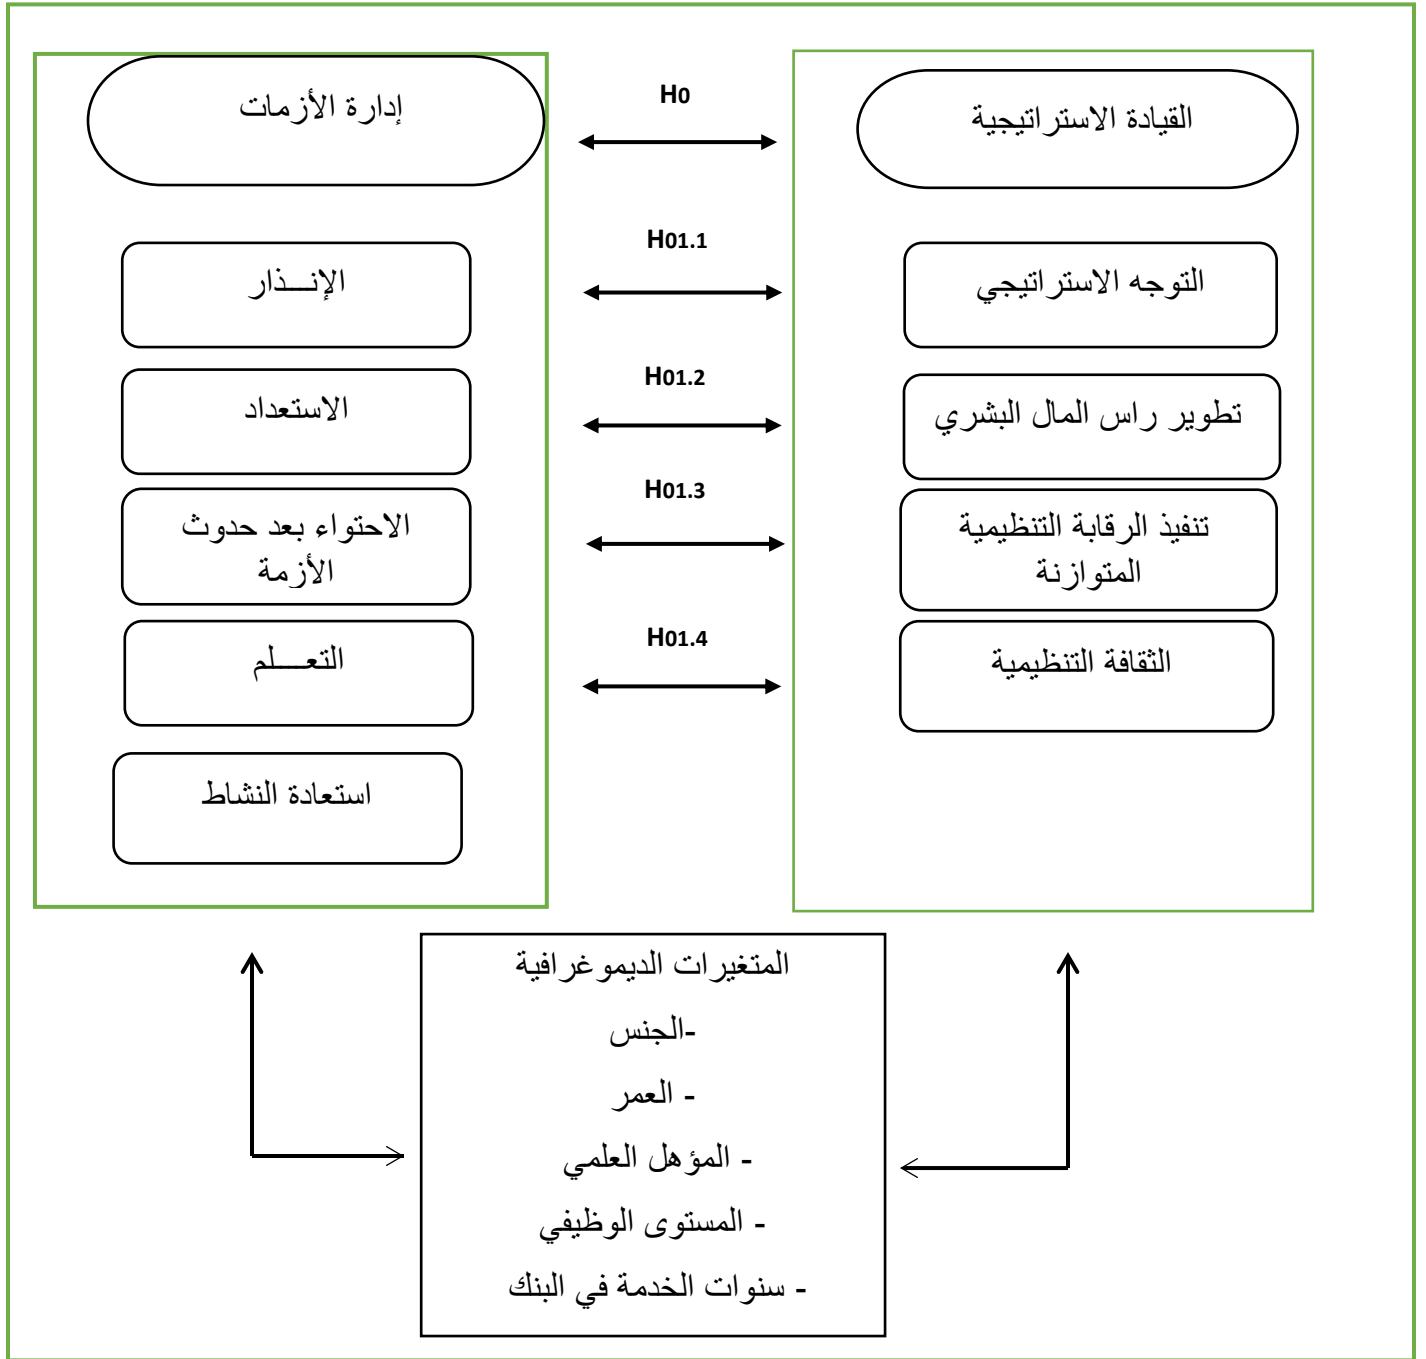 القيادة الاستراتيجية
H0
إدارة الأزمات
التوجه الاستراتيجي
H01.1
الإنـــذار
تطوير راس المال البشري
H01.2
الاستعداد
تنفيذ الرقابة التنظيمية
المتوازنة
H01.3
الاحتواء بعد حدوث
الأزمة
الثقافة التنظيمية
H01.4
التعـــلم
استعادة النشاط
المتغيرات الديموغرافية
-الجنس
- العمر
- المؤهل العلمي
- المستوى الوظيفي
- سنوات الخدمة في البنك